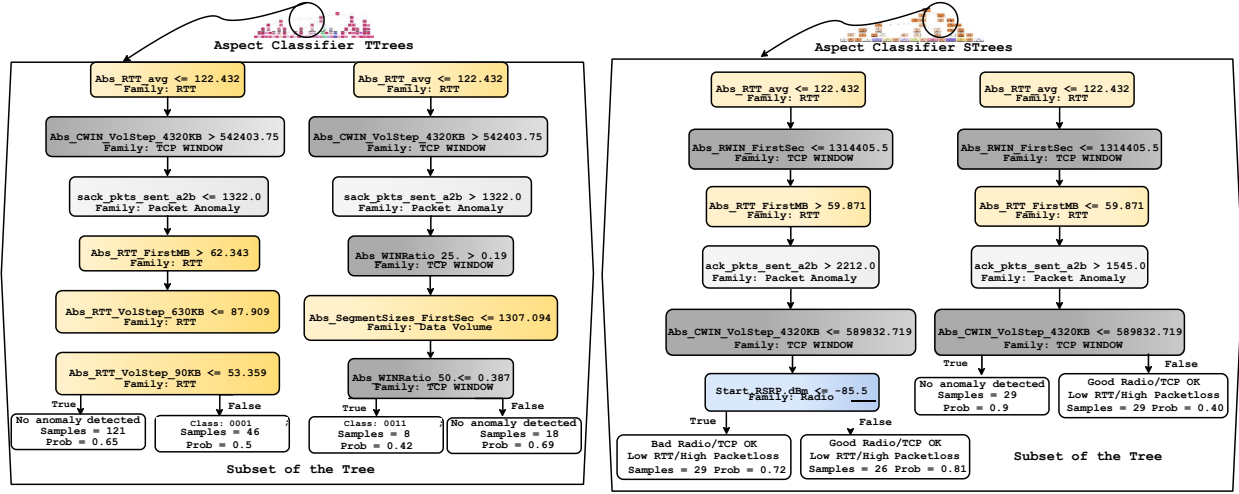 Aspect Classifier TTrees
Abs_RTT_avg <= 122.432
Family: RTT
Abs_CWIN_VolStep_4320KB > 542403.75
Family: TCP WINDOW
sack_pkts_sent_a2b <= 1322.0
Family: Packet Anomaly
Abs_RTT_FirstMB > 62.343
Family: RTT
Abs_RTT_VolStep_630KB <= 87.909
Family: RTT
Abs_RTT_VolStep_90KB <= 53.359
Family: RTT
True
False
No anomaly detected
Samples = 121
Prob = 0.65
Class: 0001
Samples = 46
Prob = 0.5
Abs_RTT_avg <= 122.432
Family: RTT
Abs_CWIN_VolStep_4320KB > 542403.75
Family: TCP WINDOW
sack_pkts_sent_a2b > 1322.0
Family: Packet Anomaly
Abs_WINRatio_25. > 0.19
Family: TCP WINDOW
Abs_SegmentSizes_FirstSec <= 1307.094
Family: Data Volume
Abs_WINRatio_50.<= 0.387
Family: TCP WINDOW
True
False
Class: 0011
Samples = 8
Prob = 0.42
No anomaly detected
Samples = 18
Prob = 0.69
Subset of the Tree
Aspect Classifier STrees
Abs_RTT_avg <= 122.432
Family: RTT
Abs_RWIN_FirstSec <= 1314405.5
Family: TCP WINDOW
Abs_RTT_FirstMB > 59.871
Family: RTT
ack_pkts_sent_a2b > 2212.0
Family: Packet Anomaly
Abs_CWIN_VolStep_4320KB <= 589832.719
Family: TCP WINDOW
Start_RSRP.dBm <= -85.5
Family: Radio
True
False
Bad Radio/TCP OK
Low RTT/High Packetloss
Samples = 29 Prob = 0.72
Good Radio/TCP OK
Low RTT/High Packetloss
Samples = 26 Prob = 0.81
Abs_RTT_avg <= 122.432
Family: RTT
Abs_RWIN_FirstSec <= 1314405.5
Family: TCP WINDOW
Abs_RTT_FirstMB <= 59.871
Family: RTT
ack_pkts_sent_a2b > 1545.0
Family: Packet Anomaly
Abs_CWIN_VolStep_4320KB <= 589832.719
Family: TCP WINDOW
True
False
No anomaly detected
Samples = 29
Prob = 0.9
Good Radio/TCP OK
Low RTT/High Packetloss
Samples = 29 Prob = 0.40
Subset of the Tree